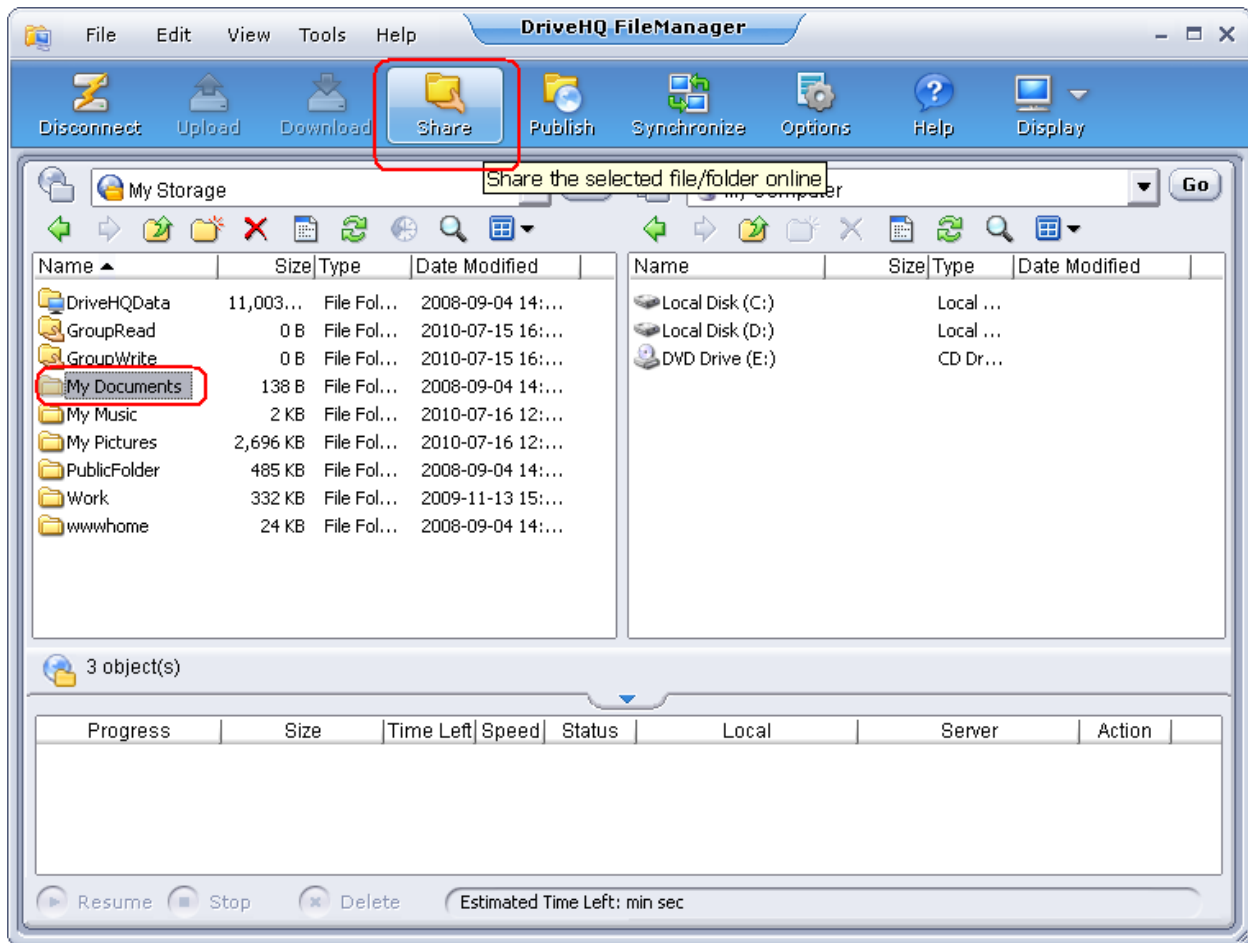 File Edit View Tools Help DriveHQ FileManager
Disconnect Upload Download Share Publish Synchronize Options Help Display
Share the selected file/folder online
My Storage My Computer Go
Name Size Type Date Modified Name Size Type Date Modified
DriveHQData 11,003... File Fol... 2008-09-04 14:... Local Disk (C:) Local ...
GroupRead 0 B File Fol... 2010-07-15 16:... Local Disk (D:) Local ...
GroupWrite 0 B File Fol... 2010-07-15 16:... DVD Drive (E:) CD Dr...
My Documents 138 B File Fol... 2008-09-04 14:...
My Music 2 KB File Fol... 2010-07-16 12:...
My Pictures 2,696 KB File Fol... 2010-07-16 12:...
PublicFolder 485 KB File Fol... 2008-09-04 14:...
Work 332 KB File Fol... 2009-11-13 15:...
wwwhome 24 KB File Fol... 2008-09-04 14:...
3 object(s)
Progress Size Time Left Speed Status Local Server Action
Resume Stop Delete Estimated Time Left: min sec